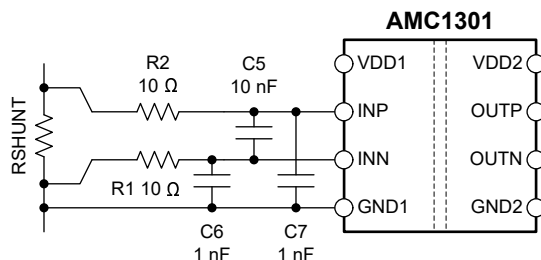 AMC1301
R2
10 Ω
C5
10 nF
VDD1
VDD2
INP
OUTP
RSHUNT
INN
OUTN
R1 10 Ω
GND1
GND2
C6
1 nF
C7
1 nF